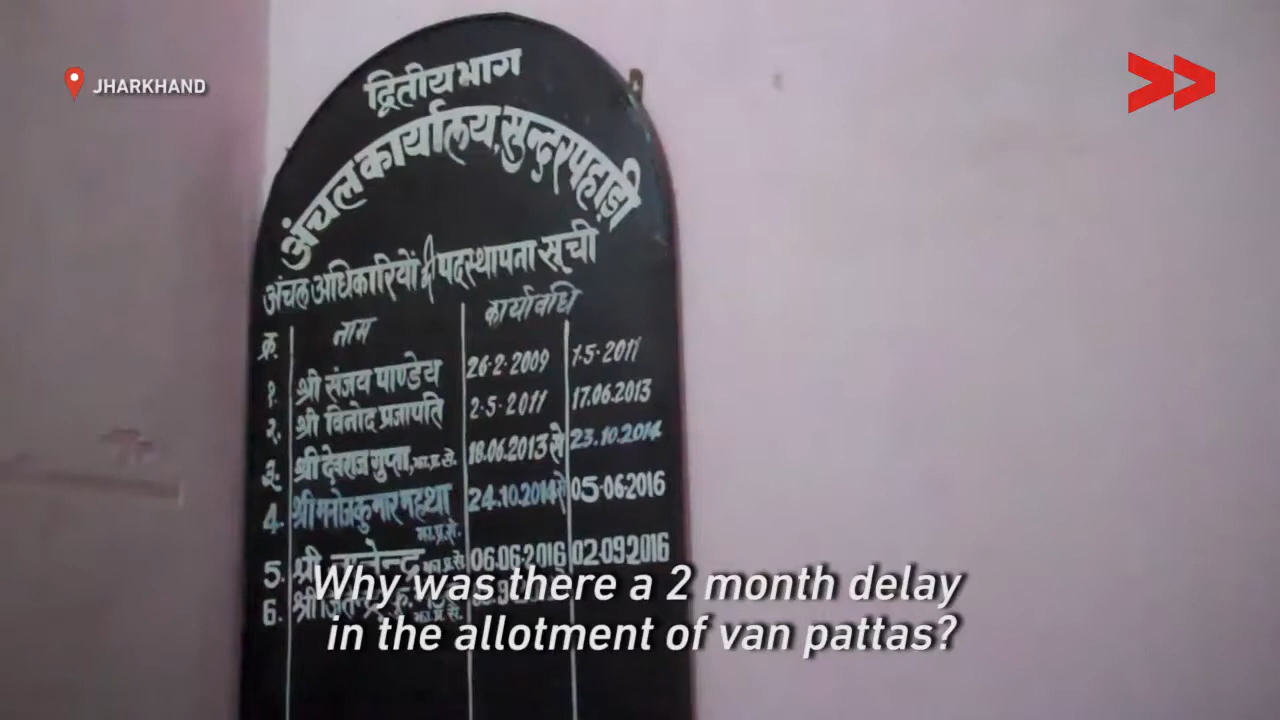 JHARKHAND
द्वितीय भाग
अंचल कार्यालय, सुन्दरपहाड़ी
अंचल अधिकारियों की पदस्थापना सूची
क्र. नाम कार्यावधि
१. श्री संजय पाण्डेय 26·2·2009 1·5·2011
२. श्री विनोद प्रजापति 2·5·2011 17.06.2013
३. श्री देवराज गुप्ता, झा.प्र.से. 18.06.2013 से 23.10.2014
4. श्री मनोज कुमार महथा झा.प्र.से. 24.10.2014 से 05·06·2016
5. श्री झा.प्र.से. 06.06·2016 02·09·2016
6. श्री झा.प्र.से.
Why was there a 2 month delay
in the allotment of van pattas?